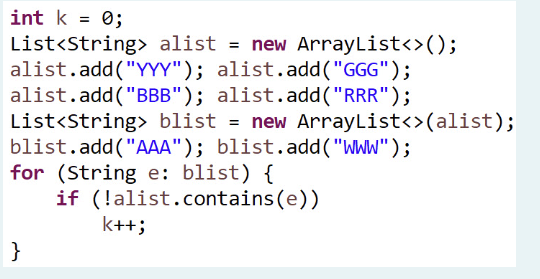 int k = 0;
List<String> alist = new ArrayList<>();
alist.add("YYY"); alist.add("GGG");
alist.add("BBB"); alist.add("RRR");
List<String> blist = new ArrayList<>(alist);
blist.add("AAA"); blist.add("WWW");
for (String e: blist) {
    if (!alist.contains(e))
        k++;
}